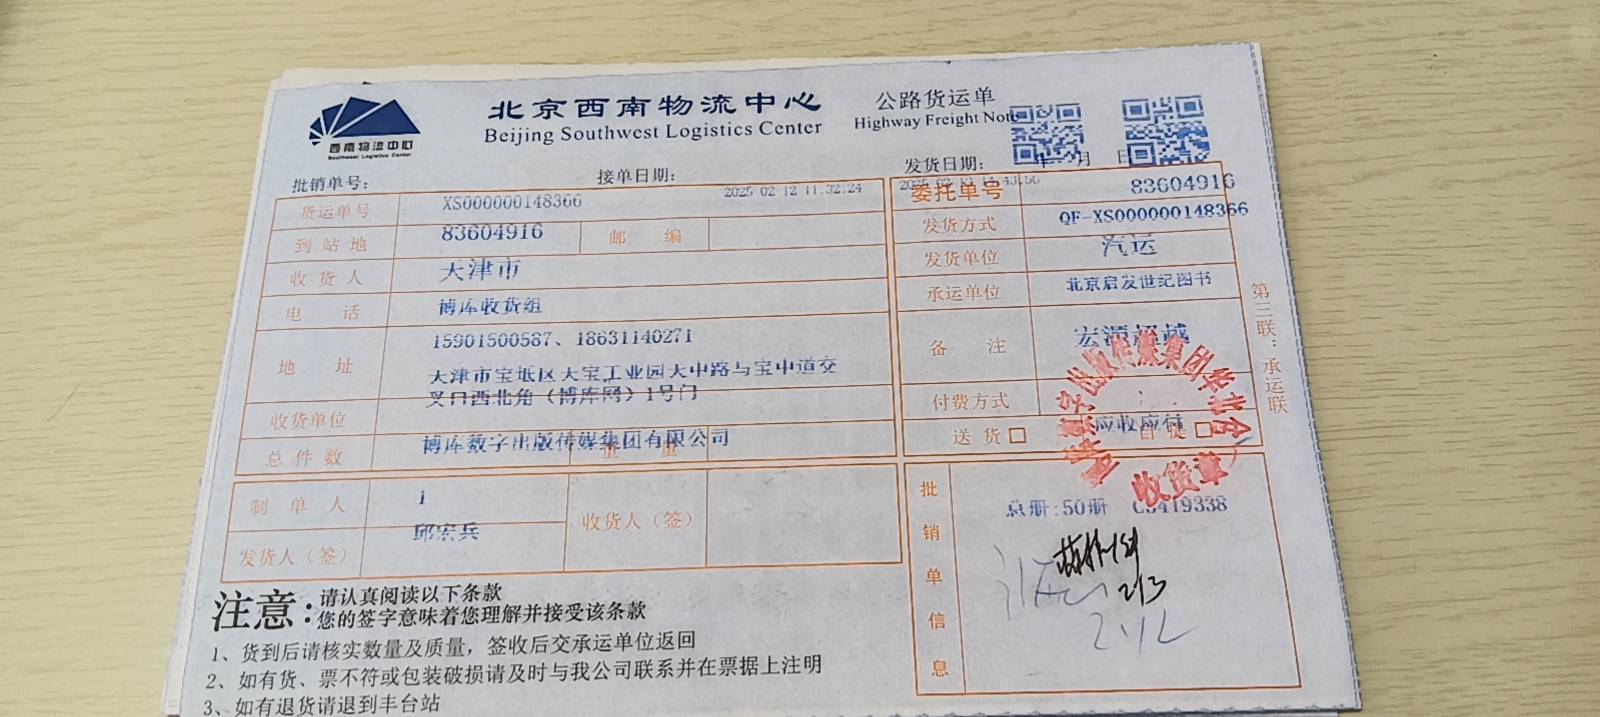 北京西南物流中心
公路货运单
Beijing Southwest Logistics Center
Highway Freight Note
西南物流中心
Southwest Logistics Center
批销单号：
接单日期：
发货日期： 年 月 日
2025-02-12 11:32:24
货运单号 XS000000148366
委托单号 83604916
到站地 83604916 邮编
发货方式 QF-XS000000148366
收货人 天津市
发货单位 汽运
电话 博库收货组
承运单位 北京启发世纪图书
地址 15901500587、18631140271
天津市宝坻区大宝工业园大中路与宝中道交
叉口西北角（博库网）1号门
备注 宏源超越
收货单位
付费方式
博库数字出版传媒集团有限公司
总件数 重量
应收应付
送货 自提
收货章
制单人 1
收货人（签）
发货人（签） 邱宏兵
批销单信息
总册:50册 C3419338
2/3
2/12
第三联：承运联
注意：
请认真阅读以下条款
您的签字意味着您理解并接受该条款
1、货到后请核实数量及质量，签收后交承运单位返回
2、如有货、票不符或包装破损请及时与我公司联系并在票据上注明
3、如有退货请退到丰台站